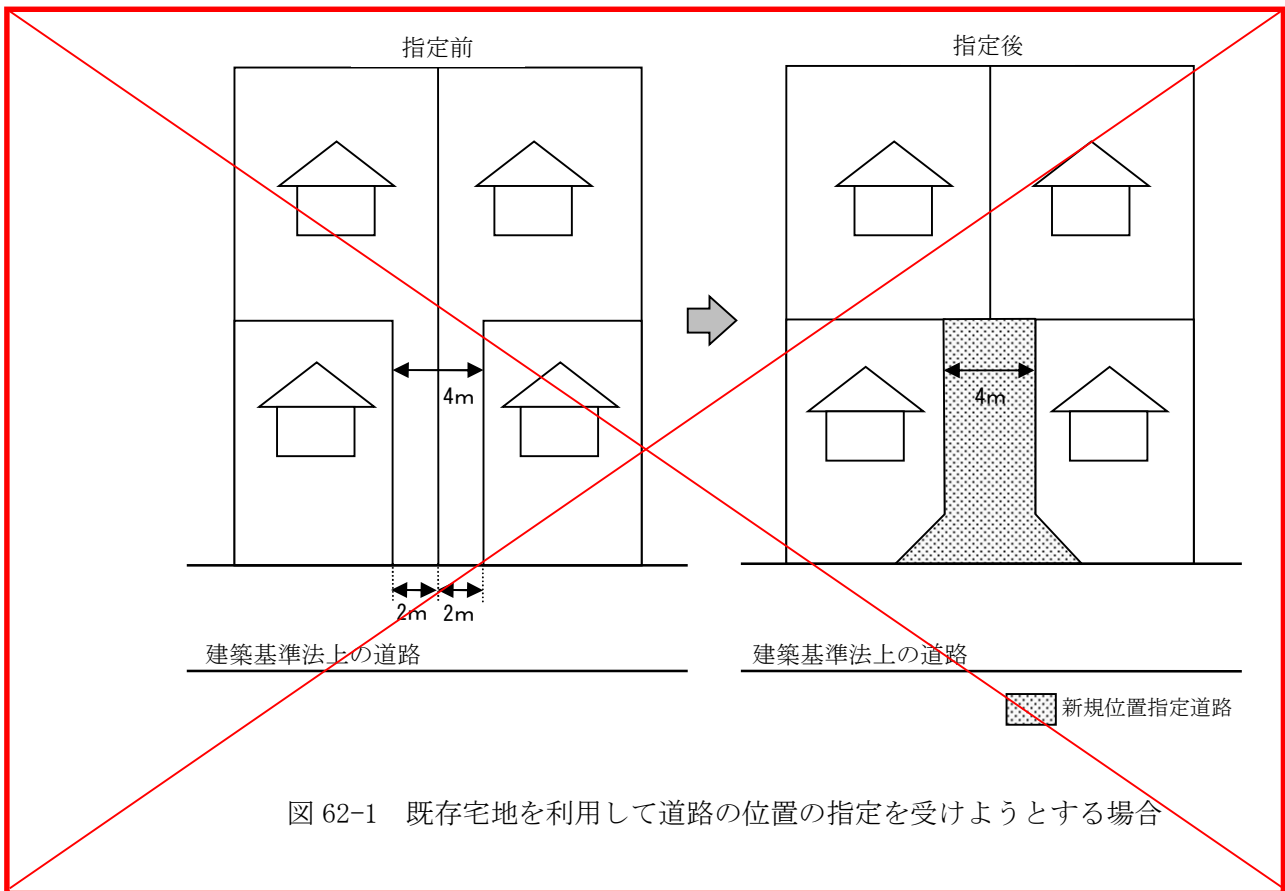 指定前
指定後
4m
4m
2m 2m
建築基準法上の道路
建築基準法上の道路
新規位置指定道路
図 62-1　既存宅地を利用して道路の位置の指定を受けようとする場合